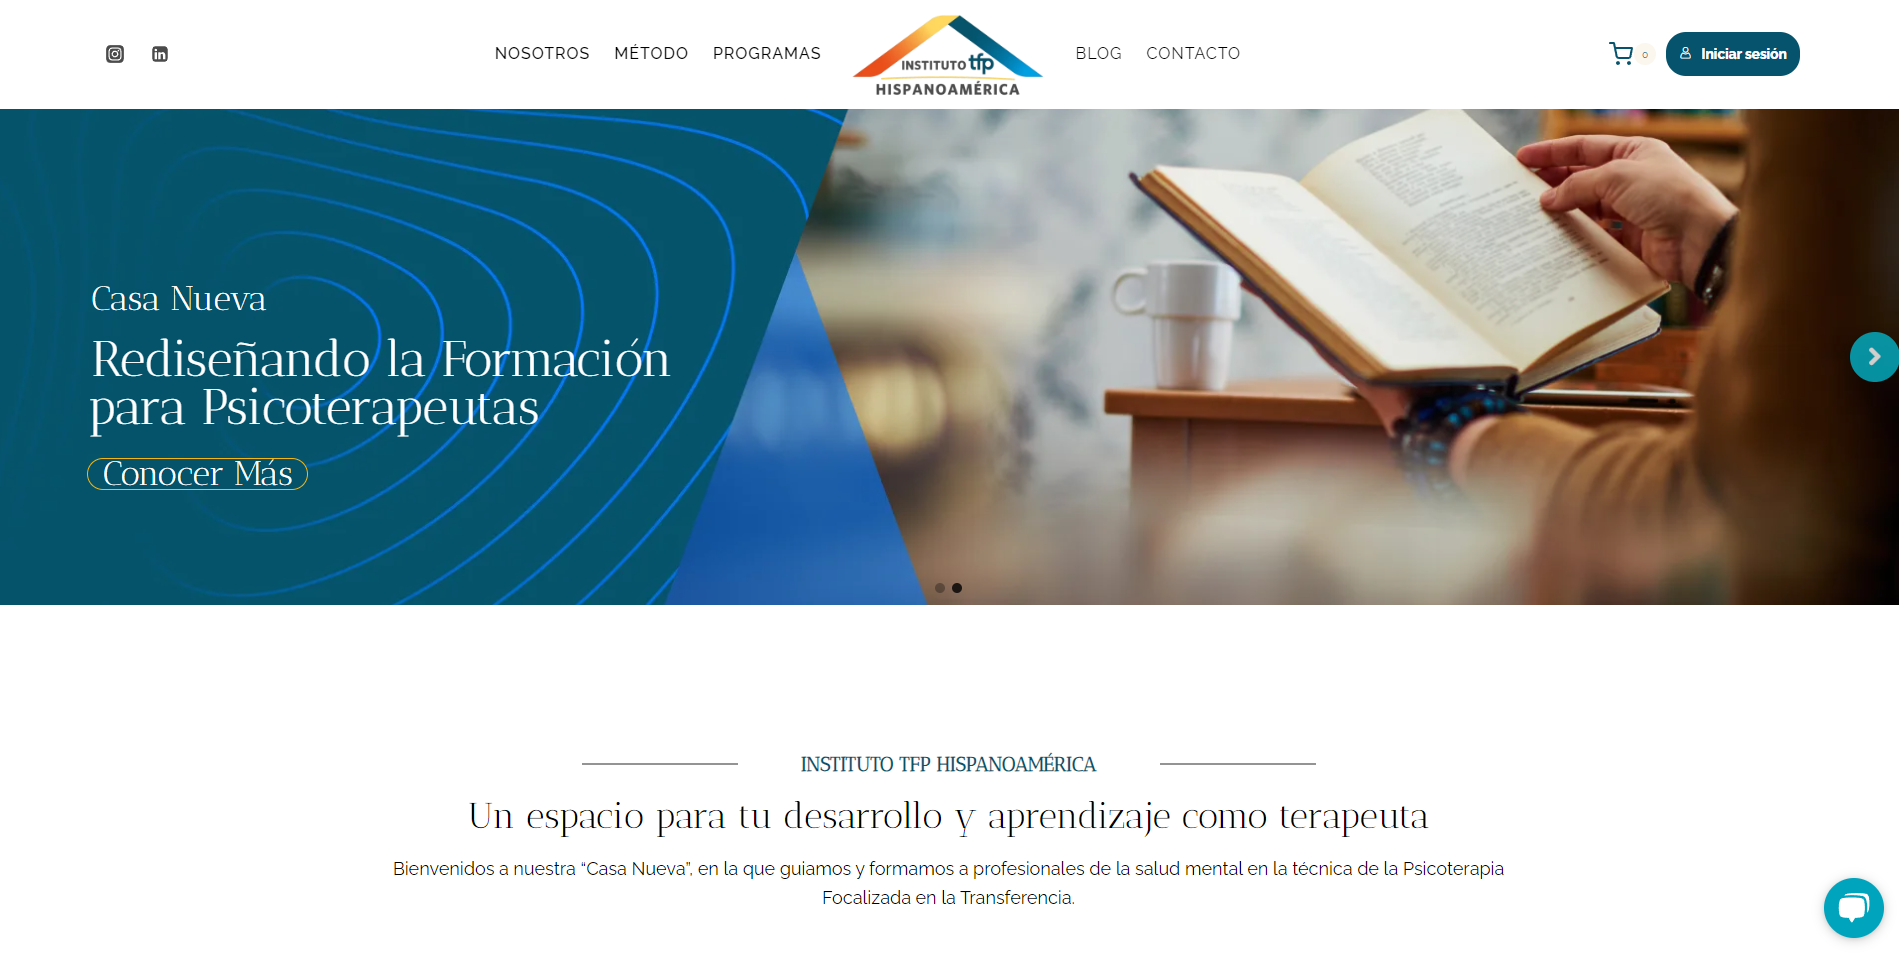 NOSOTROS MÉTODO PROGRAMAS
INSTITUTO tfp
HISPANOAMÉRICA
BLOG CONTACTO
0
Iniciar sesión
Casa Nueva
Rediseñando la Formación
para Psicoterapeutas
Conocer Más
INSTITUTO TFP HISPANOAMÉRICA
Un espacio para tu desarrollo y aprendizaje como terapeuta
Bienvenidos a nuestra “Casa Nueva”, en la que guiamos y formamos a profesionales de la salud mental en la técnica de la Psicoterapia
Focalizada en la Transferencia.